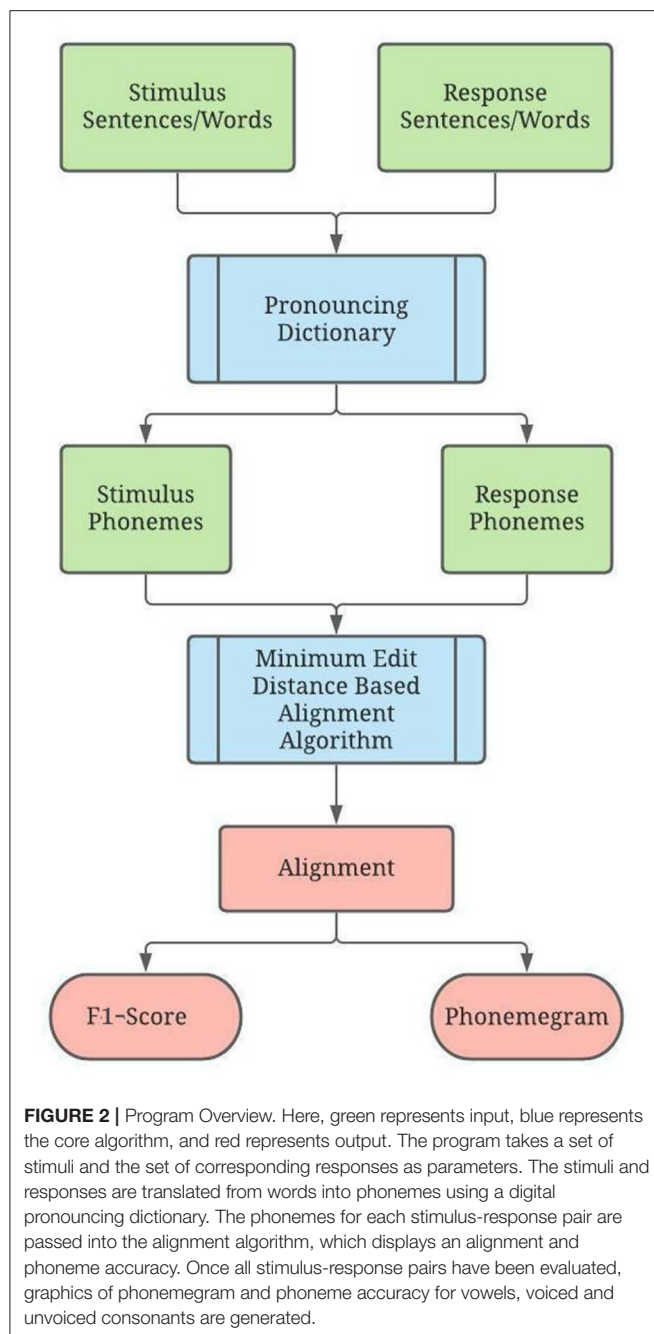 Stimulus
Sentences/Words
Response
Sentences/Words
Pronouncing
Dictionary
Stimulus
Phonemes
Response
Phonemes
Minimum Edit
Distance Based
Alignment
Algorithm
Alignment
F1-Score
Phonemegram
FIGURE 2 | Program Overview. Here, green represents input, blue represents
the core algorithm, and red represents output. The program takes a set of
stimuli and the set of corresponding responses as parameters. The stimuli and
responses are translated from words into phonemes using a digital
pronouncing dictionary. The phonemes for each stimulus-response pair are
passed into the alignment algorithm, which displays an alignment and
phoneme accuracy. Once all stimulus-response pairs have been evaluated,
graphics of phonemegram and phoneme accuracy for vowels, voiced and
unvoiced consonants are generated.